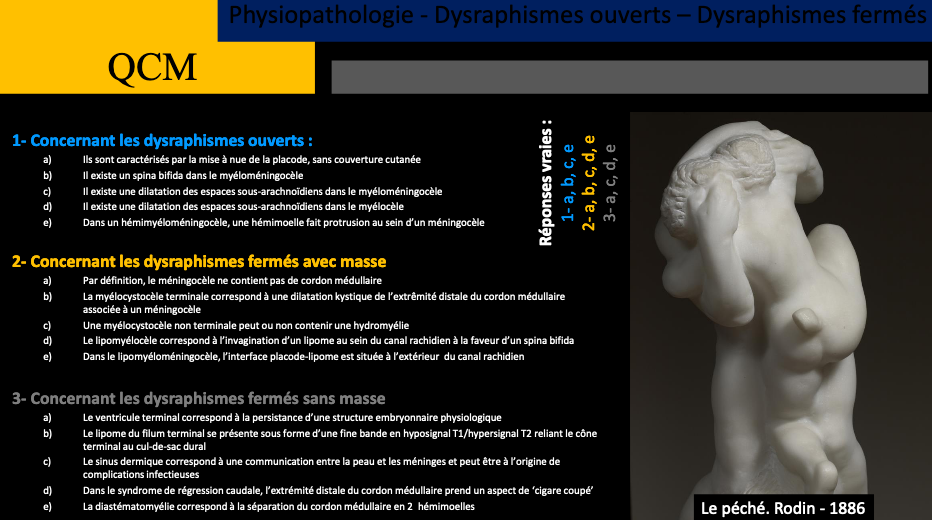 Physiopathologie - Dysraphismes ouverts – Dysraphismes fermés
QCM
1- Concernant les dysraphismes ouverts :
a) Ils sont caractérisés par la mise à nue de la placode, sans couverture cutanée
b) Il existe un spina bifida dans le myéloméningocèle
c) Il existe une dilatation des espaces sous-arachnoïdiens dans le myéloméningocèle
d) Il existe une dilatation des espaces sous-arachnoïdiens dans le myélocèle
e) Dans un hémimyéloméningocèle, une hémimoelle fait protrusion au sein d’un méningocèle
2- Concernant les dysraphismes fermés avec masse
a) Par définition, le méningocèle ne contient pas de cordon médullaire
b) La myélocystocèle terminale correspond à une dilatation kystique de l’extrêmité distale du cordon médullaire
associée à un méningocèle
c) Une myélocystocèle non terminale peut ou non contenir une hydromyélie
d) Le lipomyélocèle correspond à l’invagination d’un lipome au sein du canal rachidien à la faveur d’un spina bifida
e) Dans le lipomyéloméningocèle, l’interface placode-lipome est située à l’extérieur du canal rachidien
3- Concernant les dysraphismes fermés sans masse
a) Le ventricule terminal correspond à la persistance d’une structure embryonnaire physiologique
b) Le lipome du filum terminal se présente sous forme d’une fine bande en hyposignal T1/hypersignal T2 reliant le cône
terminal au cul-de-sac dural
c) Le sinus dermique correspond à une communication entre la peau et les méninges et peut être à l’origine de
complications infectieuses
d) Dans le syndrome de régression caudale, l’extrémité distale du cordon médullaire prend un aspect de ‘cigare coupé’
e) La diastématomyélie correspond à la séparation du cordon médullaire en 2 hémimoelles
Réponses vraies :
1- a, b, c, e
2- a, b, c, d, e
3- a, c, d, e
Le péché. Rodin - 1886